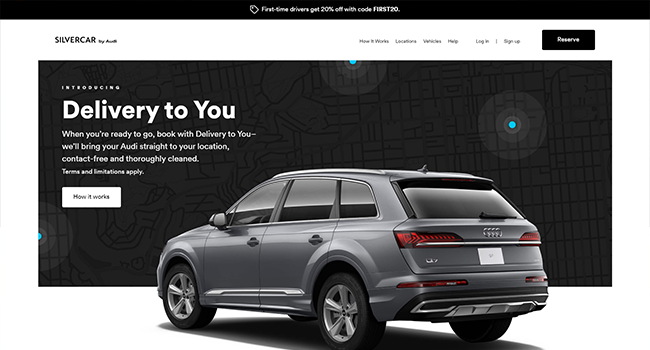 First-time drivers get 20% off with code FIRST20.
SILVERCAR by Audi
How It Works Locations Vehicles Help Log in | Sign up Reserve
INTRODUCING
Delivery to You
When you're ready to go, book with Delivery to You–
we'll bring your Audi straight to your location,
contact-free and thoroughly cleaned.
Terms and limitations apply.
How it works
Q7